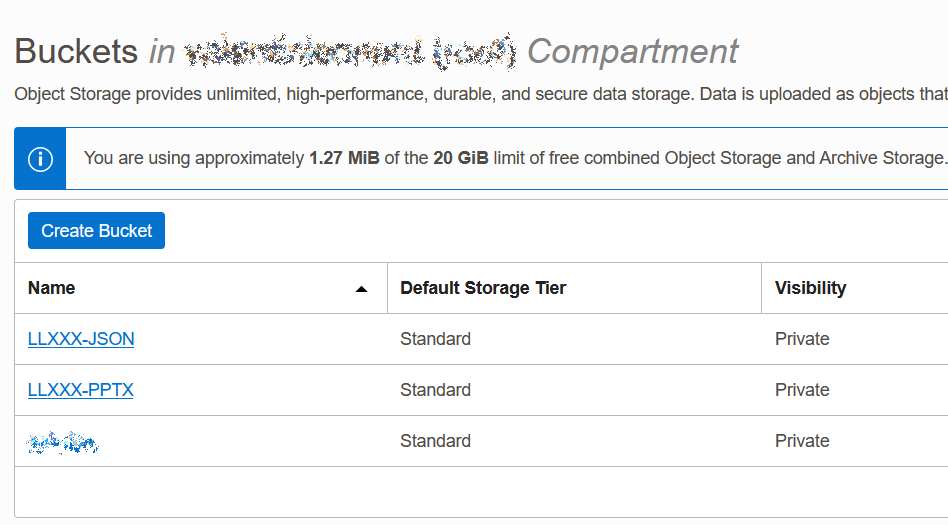 Buckets in Compartment
Object Storage provides unlimited, high-performance, durable, and secure data storage. Data is uploaded as objects that
You are using approximately 1.27 MiB of the 20 GiB limit of free combined Object Storage and Archive Storage.
Create Bucket
Name Default Storage Tier Visibility
LLXXX-JSON Standard Private
LLXXX-PPTX Standard Private
Standard Private